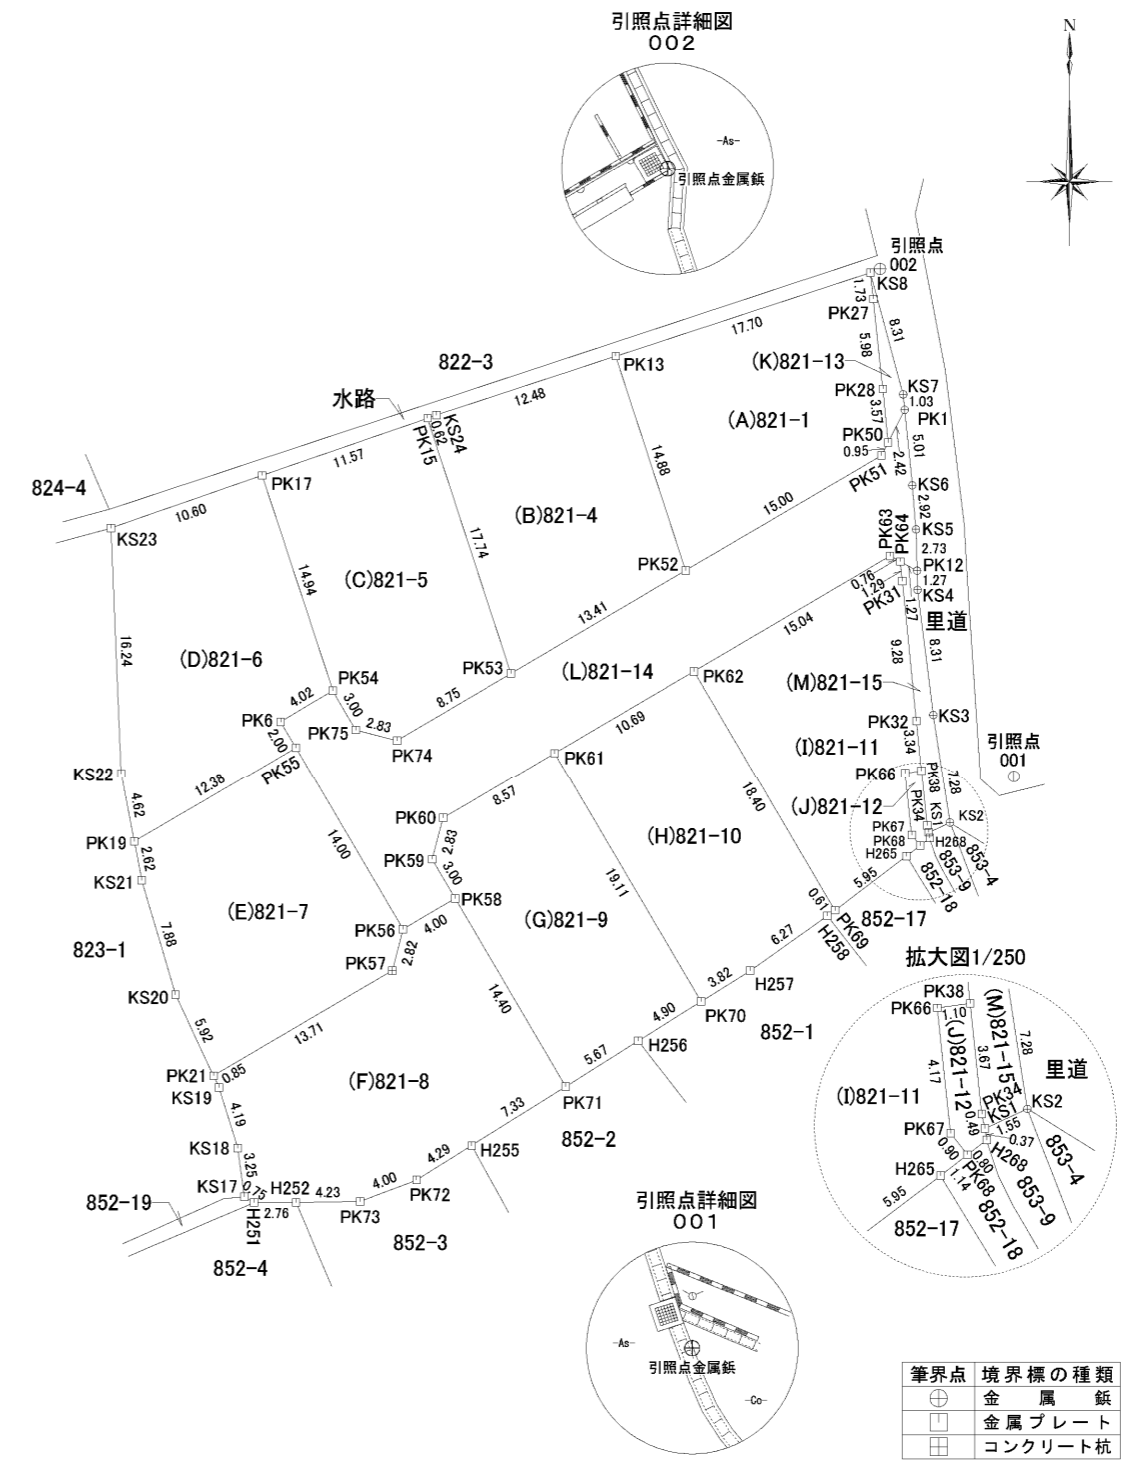 引照点詳細図
002
-As-
引照点金属鋲
N
引照点
002
KS8
1.73
PK27
17.70
8.31
5.98
(K)821-13
822-3
PK13
水路
12.48
PK28
KS7
1.03
PK1
3.57
(A)821-1
KS24
0.62
PK15
PK50
0.95
2.42
5.01
PK51
11.57
824-4
PK17
14.88
KS6
10.60
2.92
15.00
(B)821-4
KS23
PK63
PK64
KS5
17.74
2.73
PK52
PK12
0.76
1.29
1.27
(C)821-5
14.94
PK31
KS4
1.27
13.41
15.04
里道
16.24
(D)821-6
9.28
8.31
PK53
(L)821-14
PK62
(M)821-15
PK54
4.02
3.00
8.75
PK6
PK75
2.83
PK32
KS3
10.69
2.00
PK74
3.34
(I)821-11
引照点
001
PK55
PK61
KS22
12.38
PK66
PK38
7.28
4.62
18.40
(J)821-12
PK34
KS1
KS2
8.57
PK60
PK19
14.00
2.83
(H)821-10
PK67
PK68
H268
2.62
PK59
H265
853-4
3.00
853-9
KS21
5.95
852-18
PK58
19.11
0.61
(E)821-7
PK56
4.00
(G)821-9
852-17
7.88
PK69
823-1
2.82
6.27
H258
PK57
拡大図1/250
H257
KS20
14.40
3.82
PK38
PK66
1.10
(M)821-15
PK70
4.90
852-1
5.92
13.71
(J)821-12
7.28
H256
3.67
4.17
里道
PK21
0.85
(F)821-8
5.67
KS19
PK71
(I)821-11
PK34
KS2
4.19
7.33
0.49
KS1
1.55
PK67
0.37
KS18
852-2
H255
0.90
0.80
H268
853-4
3.25
4.29
H265
1.14
PK68
853-9
KS17
0.75
H252
4.23
4.00
PK72
5.95
852-18
852-19
H251
2.76
PK73
852-17
852-3
852-4
引照点詳細図
001
-As-
引照点金属鋲
-Co-
筆界点 境界標の種類
金属鋲
金属プレート
コンクリート杭